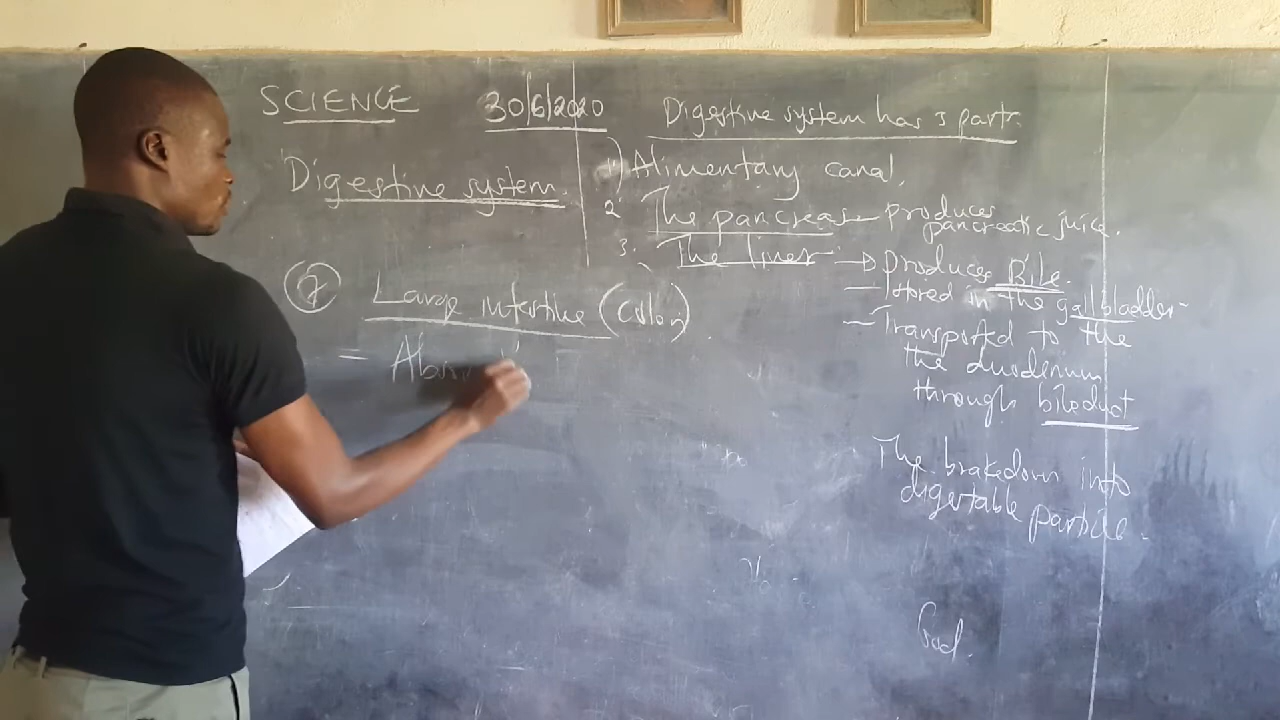 SCIENCE 30/6/2020
Digestive system.
7 Large intestine (Colon)
=
Digestive system has 3 parts.
1) Alimentary canal.
2 The pancrease produces
pancreatic juice.
3. The liver → produces Bile.
— stored in the gallbladder
— Transported to the
the duodenum
through bileduct
The brakedown into
digestable particle.